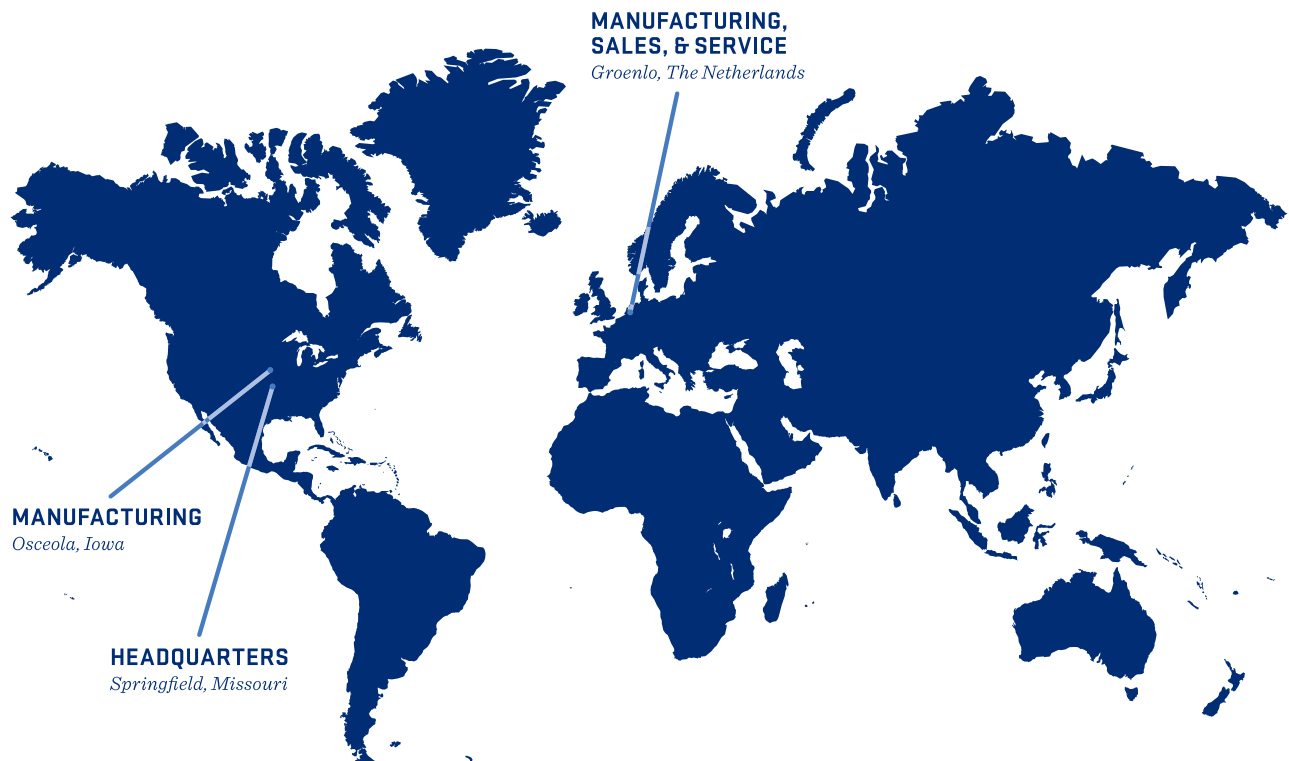 MANUFACTURING,
SALES, & SERVICE
Groenlo, The Netherlands
MANUFACTURING
Osceola, Iowa
HEADQUARTERS
Springfield, Missouri